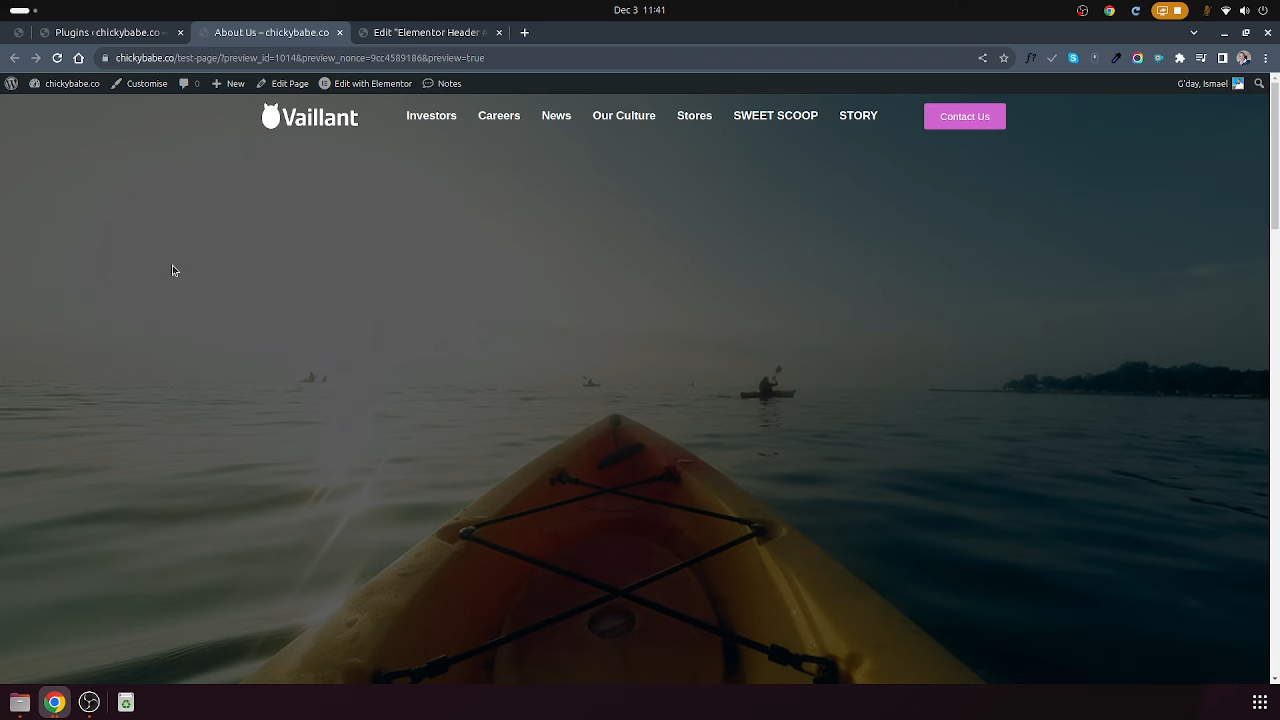 Dec 3 11:41
Plugins ‹ chickybabe.co —
About Us – chickybabe.co
Edit "Elementor Header #
chickybabe.co/test-page/?preview_id=1014&preview_nonce=9cc4589186&preview=true
chickybabe.co
Customise
0
New
Edit Page
Edit with Elementor
Notes
G'day, Ismael
Vaillant
Investors
Careers
News
Our Culture
Stores
SWEET SCOOP
STORY
Contact Us